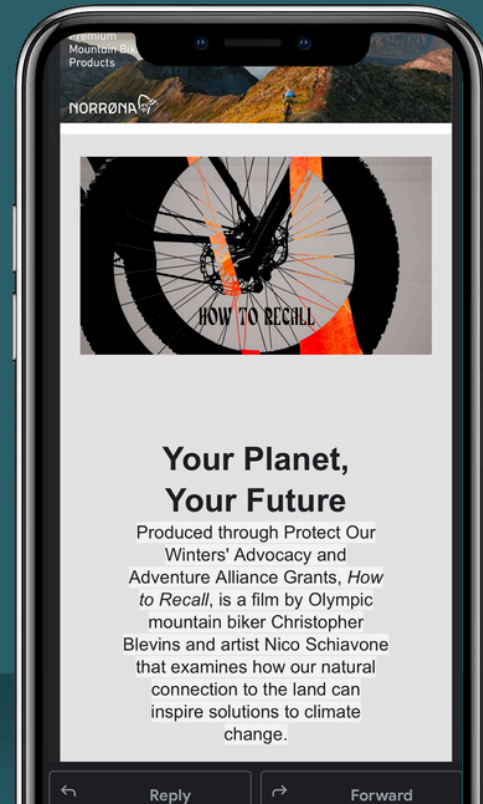 Premium
Mountain Bik
Products
NORRØNA
HOW TO RECALL
Your Planet,
Your Future
Produced through Protect Our
Winters' Advocacy and
Adventure Alliance Grants, How
to Recall, is a film by Olympic
mountain biker Christopher
Blevins and artist Nico Schiavone
that examines how our natural
connection to the land can
inspire solutions to climate
change.
Reply
Forward